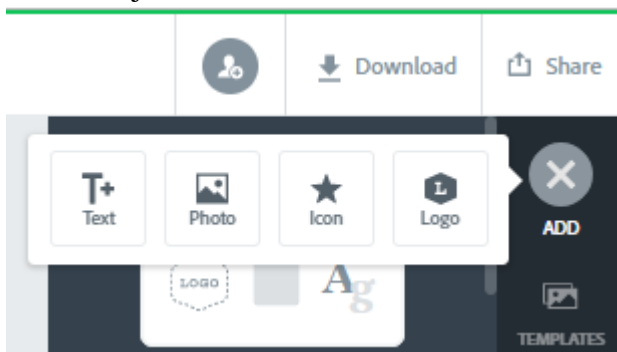 Download Share
T+ Text Photo Icon L Logo
ADD
LOGO Ag
TEMPLATES